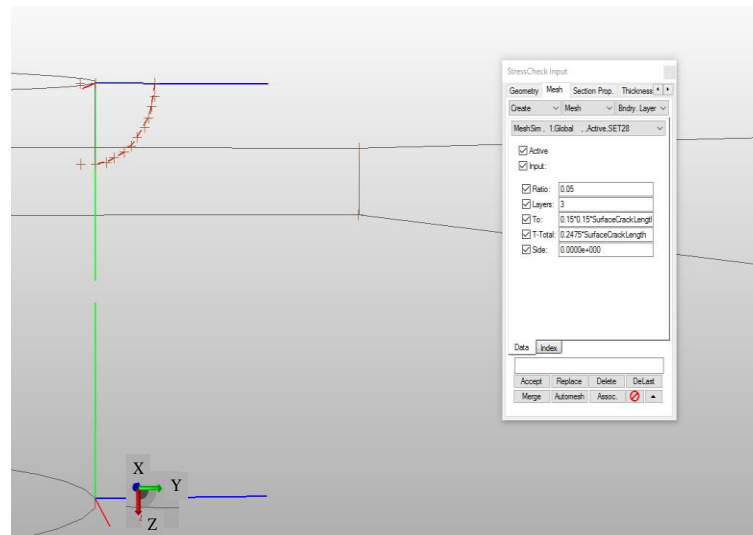 StressCheck Input
Geometry Mesh Section Prop. Thickness
Create Mesh Bndry. Layer
MeshSim , 1,Global , ,Active,SET28
Active
Input:
Ratio: 0.05
Layers: 3
To: 0.15*0.15*SurfaceCrackLengtl
T-Total: 0.2475*SurfaceCrackLength
Side: 0.0000e+000
Data Index
Accept Replace Delete DeLast
Merge Automesh Assoc.
X
Y
Z